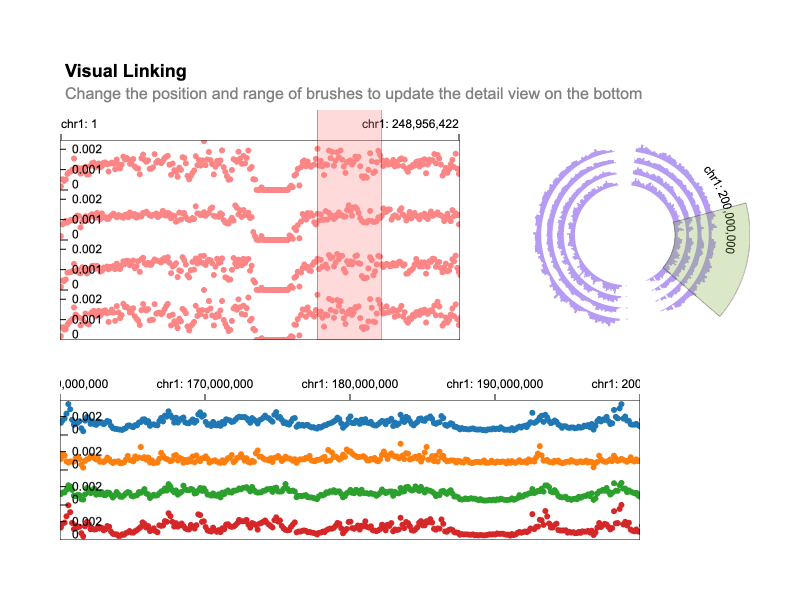 Visual Linking
Change the position and range of brushes to update the detail view on the bottom
chr1: 1
chr1: 248,956,422
0.002
0.001
0
0.002
0.001
0
0.002
0.001
0
0.002
0.001
0
chr1: 200,000,000
0,000,000
chr1: 170,000,000
chr1: 180,000,000
chr1: 190,000,000
chr1: 200
0.002
0
0.002
0
0.002
0
0.002
0